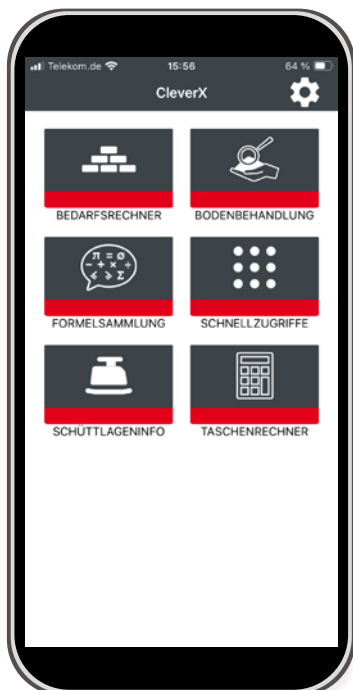 Telekom.de 15:56 64 %
CleverX
BEDARFSRECHNER BODENBEHANDLUNG
FORMELSAMMLUNG SCHNELLZUGRIFFE
SCHÜTTLAGENINFO TASCHENRECHNER